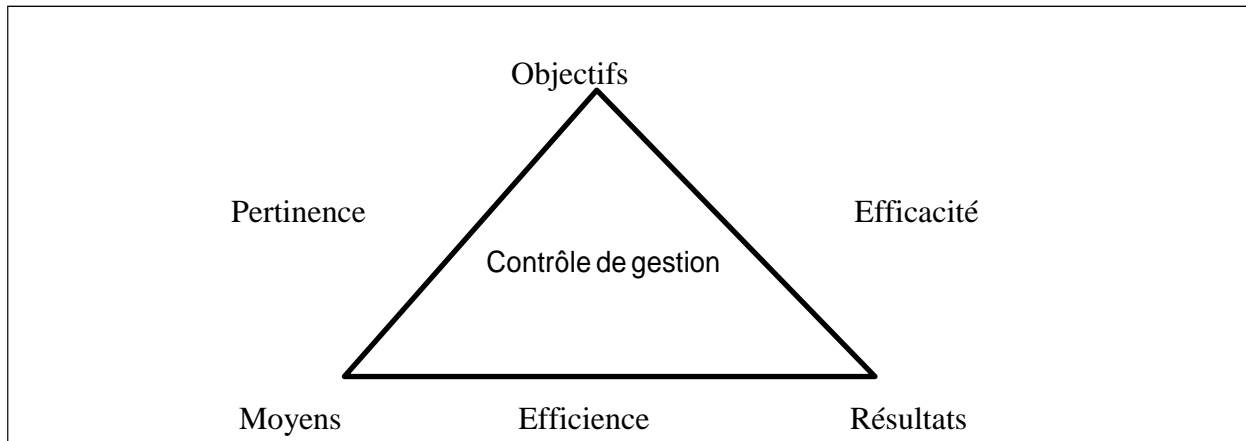 Objectifs
Pertinence Efficacité
Contrôle de gestion
Moyens Efficience Résultats